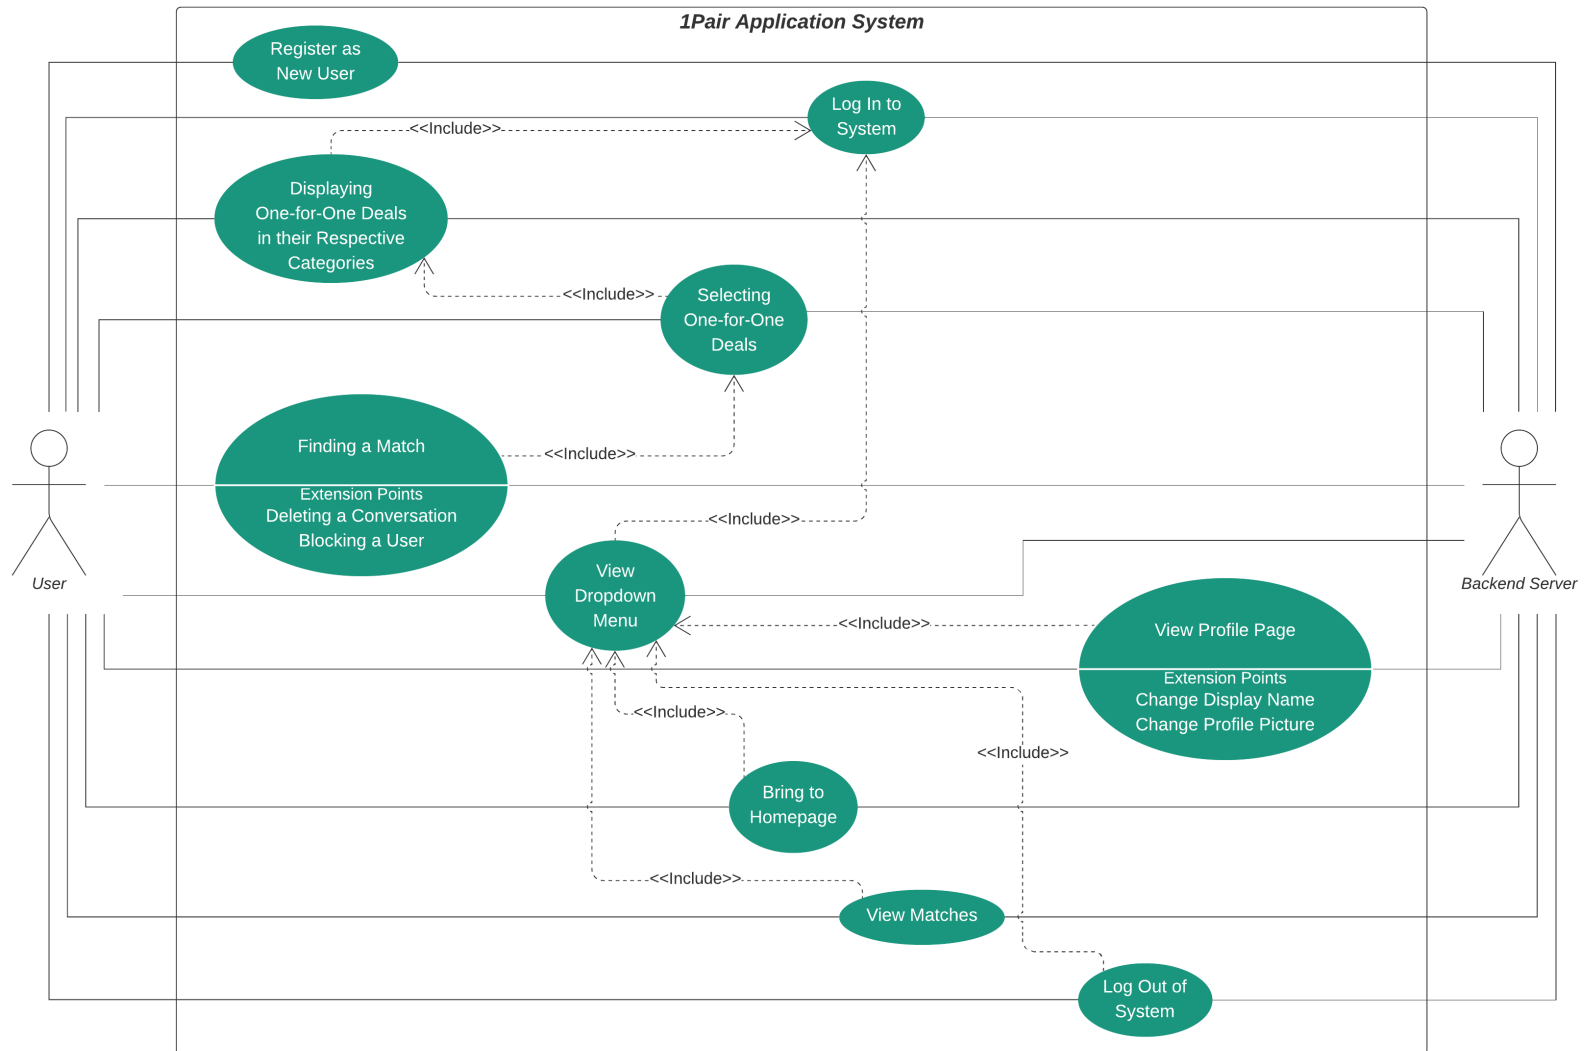 1Pair Application System
Register as
New User
Log In to
System
<<Include>>
Displaying
One-for-One Deals
in their Respective
Categories
<<Include>>
Selecting
One-for-One
Deals
Finding a Match
Extension Points
Deleting a Conversation
Blocking a User
<<Include>>
User
Backend Server
<<Include>>
View
Dropdown
Menu
<<Include>>
View Profile Page
Extension Points
Change Display Name
Change Profile Picture
<<Include>>
<<Include>>
Bring to
Homepage
<<Include>>
View Matches
Log Out of
System